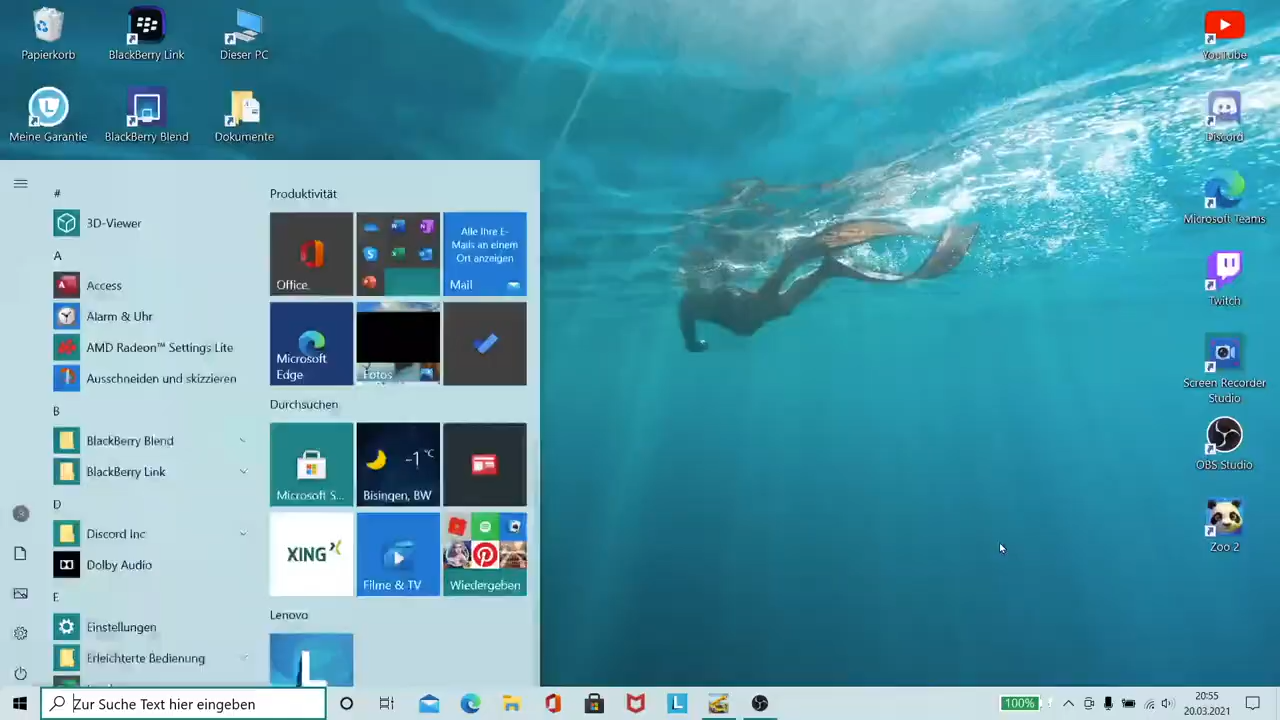 Papierkorb
BlackBerry Link
Dieser PC
Meine Garantie
BlackBerry Blend
Dokumente
YouTube
Discord
Microsoft Teams
Twitch
Screen Recorder
Studio
OBS Studio
Zoo 2
#
3D-Viewer
A
Access
Alarm & Uhr
AMD Radeon™ Settings Lite
Ausschneiden und skizzieren
B
BlackBerry Blend
BlackBerry Link
D
Discord Inc
Dolby Audio
E
Einstellungen
Erleichterte Bedienung
Produktivität
Office
Alle Ihre E-
Mails an einem
Ort anzeigen
Mail
Microsoft
Edge
Fotos
Durchsuchen
Microsoft S...
-1°C
Bisingen, BW
XING
Filme & TV
Wiedergeben
Lenovo
L
Zur Suche Text hier eingeben
L
100%
20:55
20.03.2021